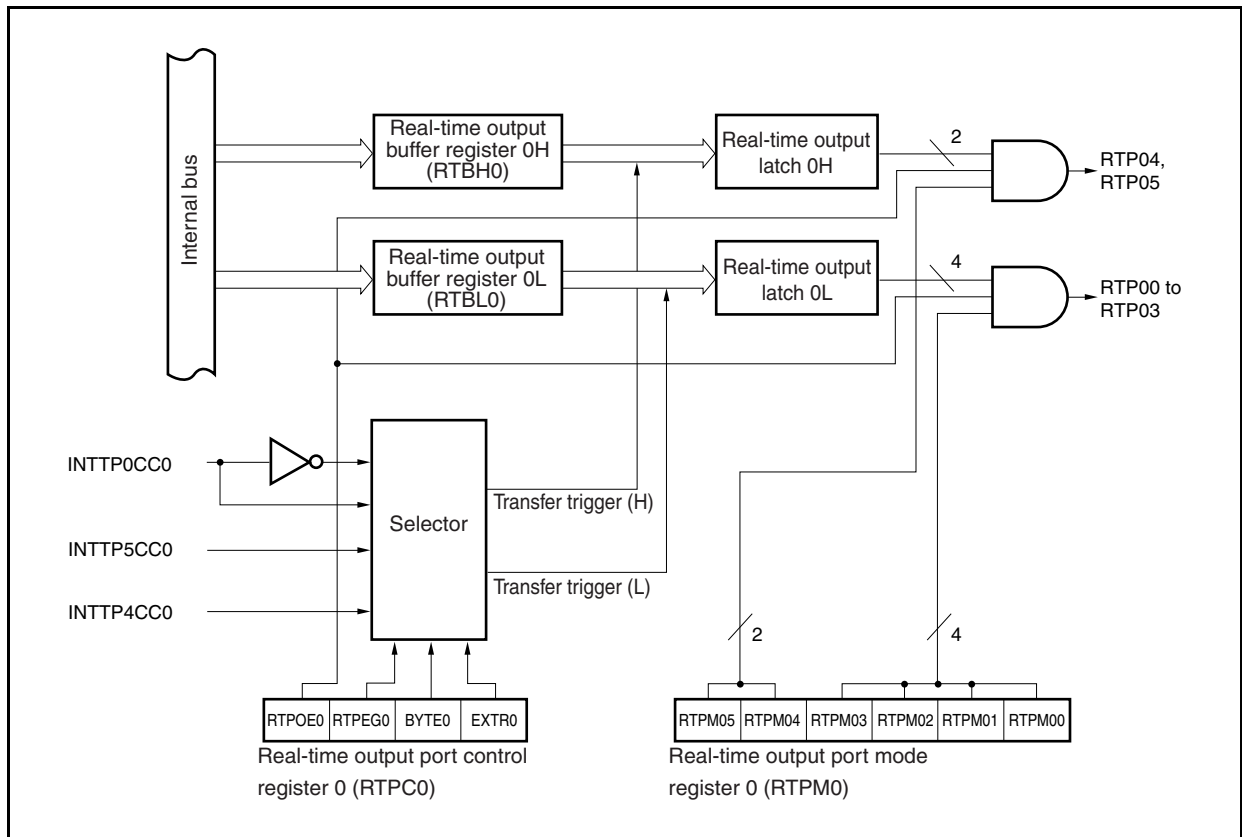 Internal bus
Real-time output
buffer register 0H
(RTBH0)
Real-time output
latch 0H
2
RTP04,
RTP05
Real-time output
buffer register 0L
(RTBL0)
Real-time output
latch 0L
4
RTP00 to
RTP03
INTTP0CC0
INTTP5CC0
INTTP4CC0
Selector
Transfer trigger (H)
Transfer trigger (L)
2
4
RTPOE0 RTPEG0 BYTE0 EXTR0
Real-time output port control
register 0 (RTPC0)
RTPM05 RTPM04 RTPM03 RTPM02 RTPM01 RTPM00
Real-time output port mode
register 0 (RTPM0)